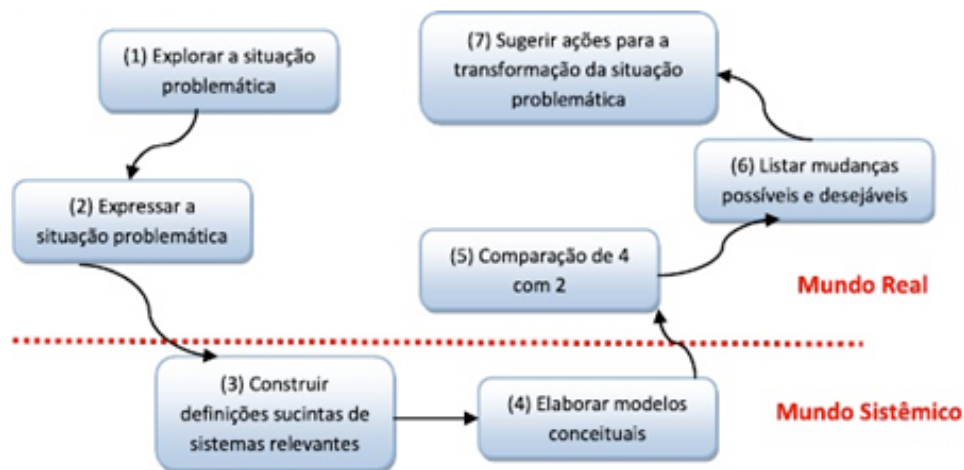 (1) Explorar a situação
problemática
(2) Expressar a
situação problemática
(3) Construir
definições sucintas de
sistemas relevantes
(4) Elaborar modelos
conceituais
(5) Comparação de 4
com 2
(6) Listar mudanças
possíveis e desejáveis
(7) Sugerir ações para a
transformação da situação
problemática
Mundo Real
Mundo Sistêmico